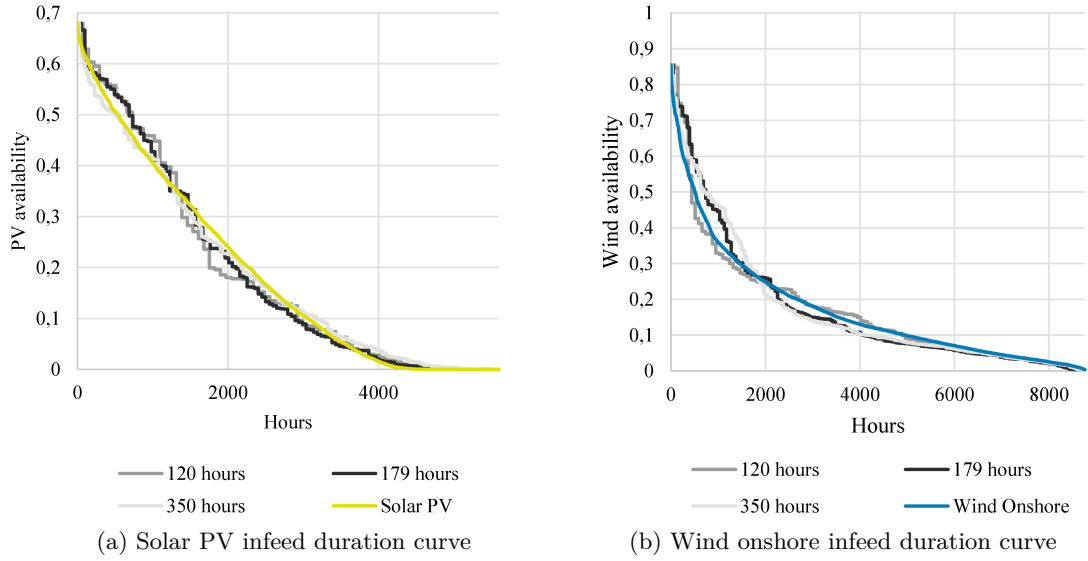 0,7
0,6
0,5
0,4
0,3
0,2
0,1
0
PV availability
0 2000 4000
Hours
120 hours 179 hours
350 hours Solar PV
(a) Solar PV infeed duration curve
1
0,9
0,8
0,7
0,6
0,5
0,4
0,3
0,2
0,1
0
Wind availability
0 2000 4000 6000 8000
Hours
120 hours 179 hours
350 hours Wind Onshore
(b) Wind onshore infeed duration curve